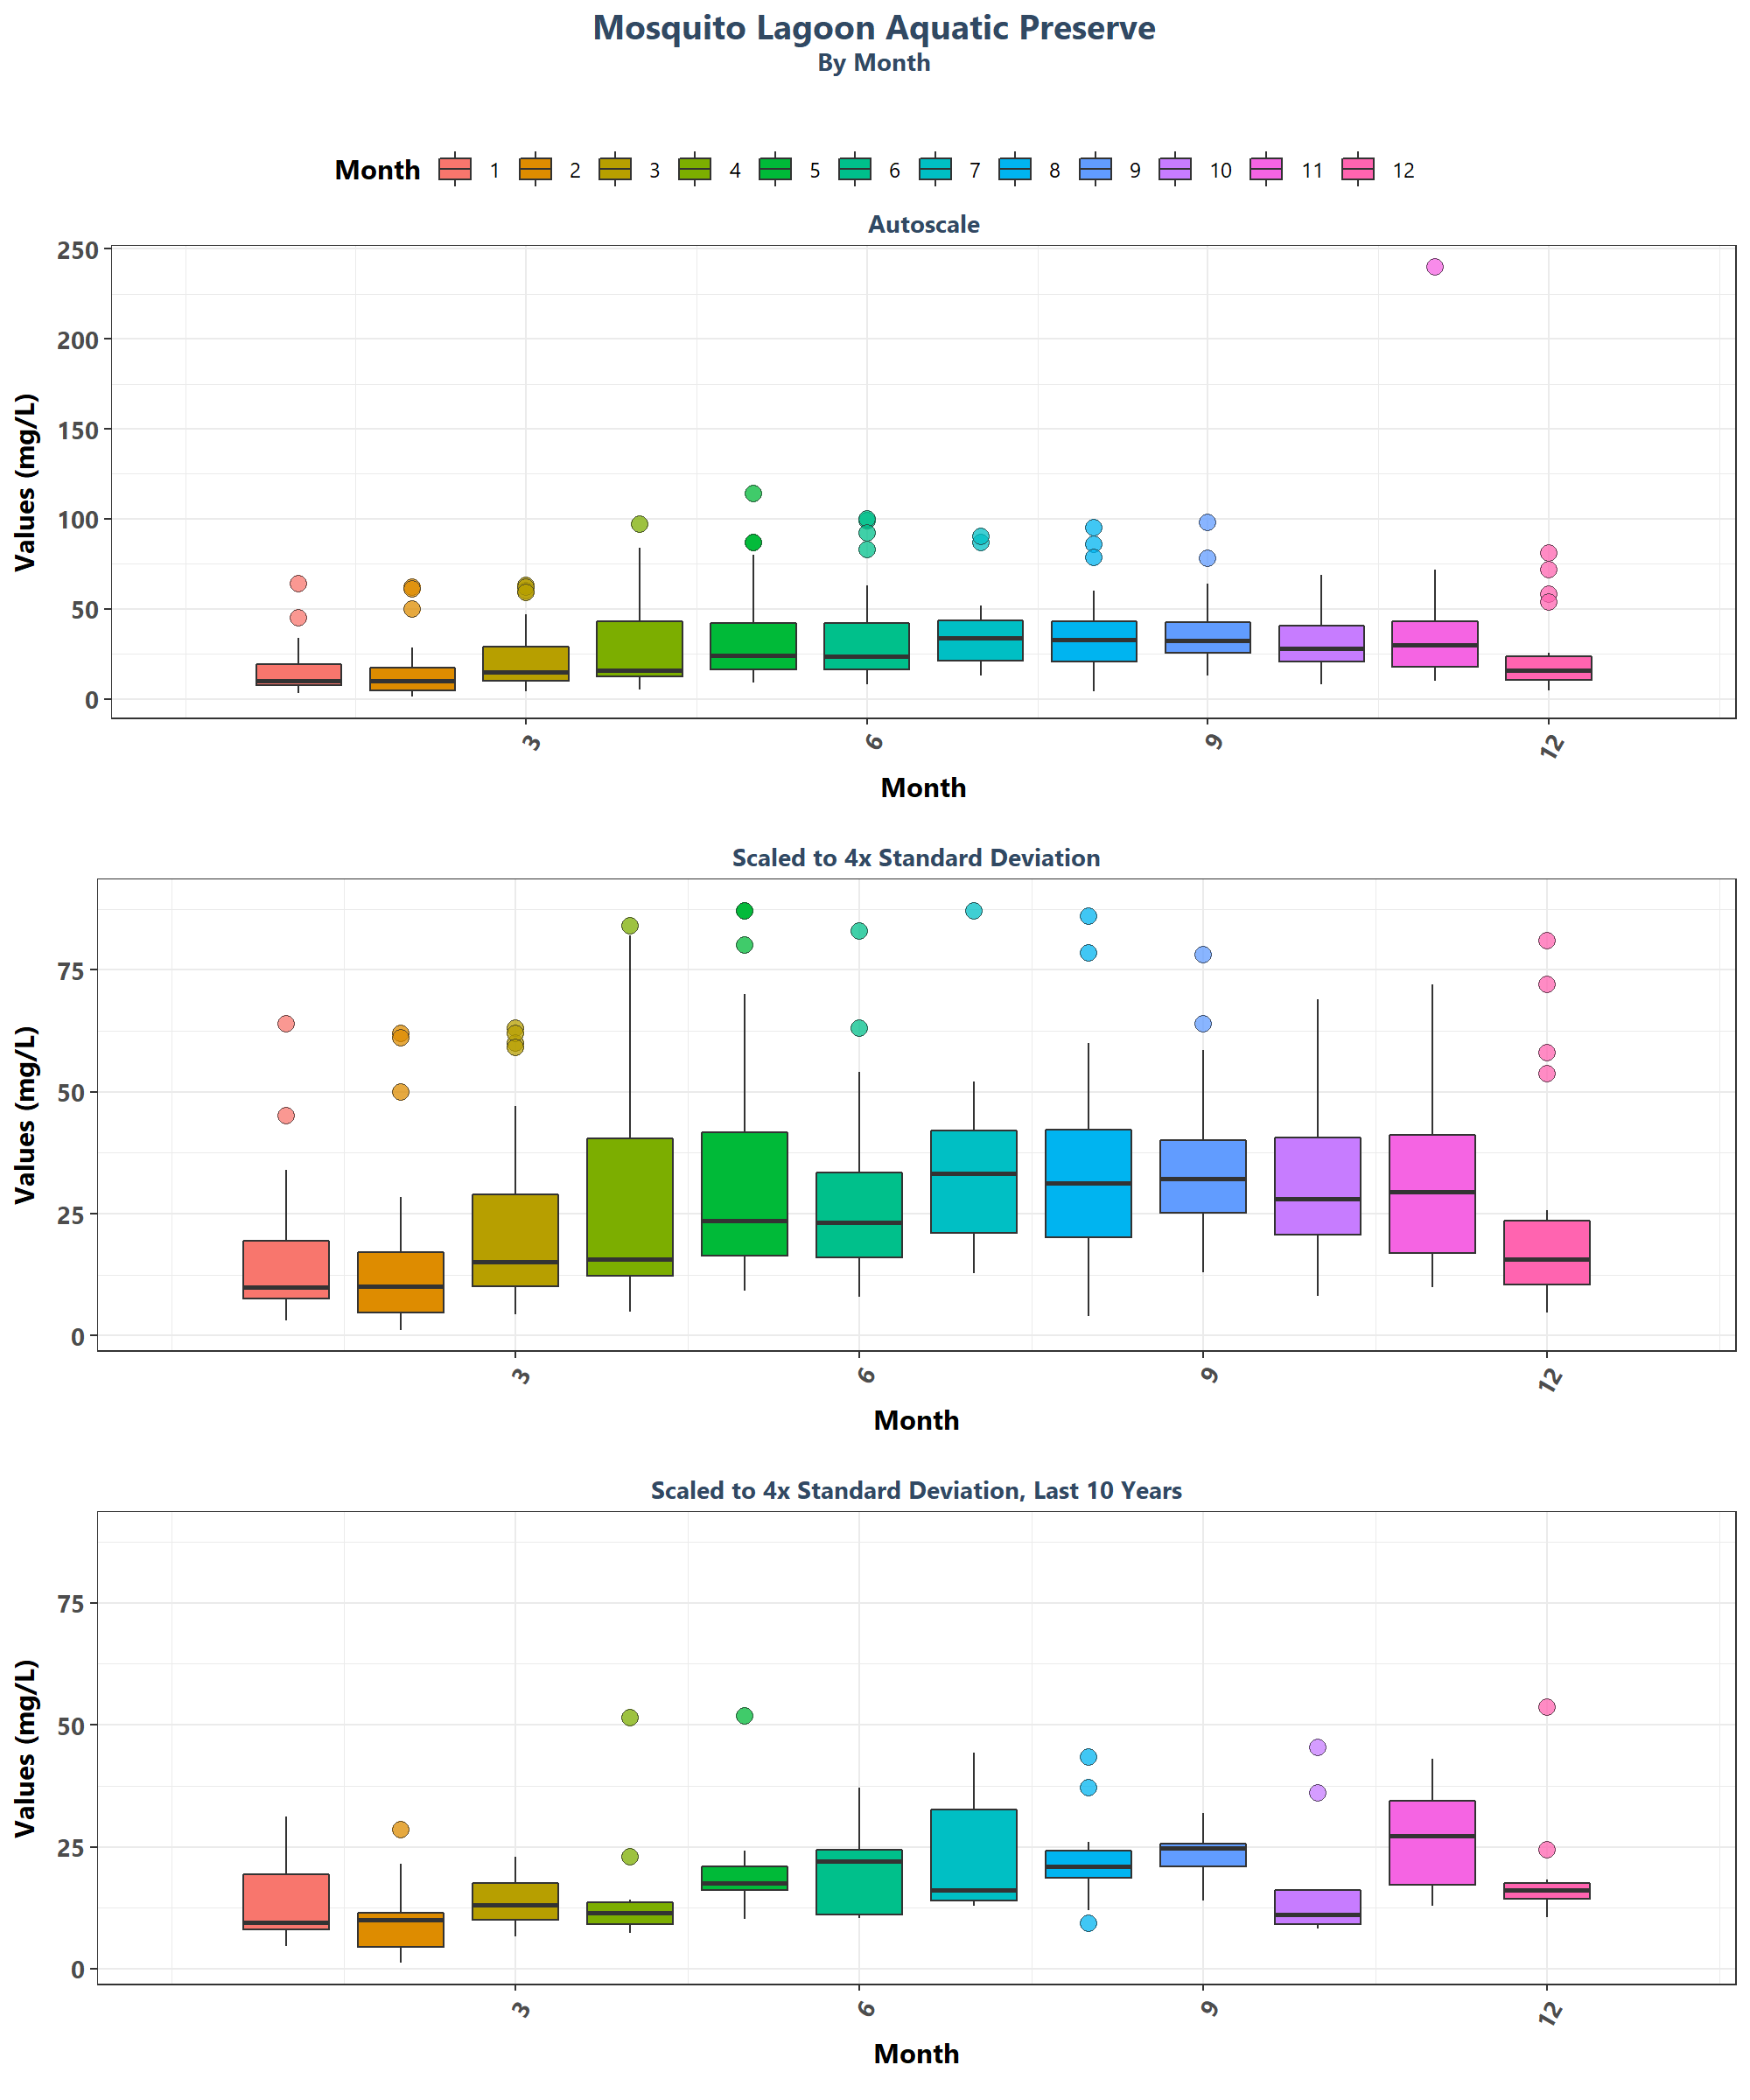 Mosquito Lagoon Aquatic Preserve
By Month
Month 1 2 3 4 5 6 7 8 9 10 11 12
Autoscale
Values (mg/L)
250
200
150
100
50
0
3 6 9 12
Month
Scaled to 4x Standard Deviation
Values (mg/L)
75
50
25
0
3 6 9 12
Month
Scaled to 4x Standard Deviation, Last 10 Years
Values (mg/L)
75
50
25
0
3 6 9 12
Month